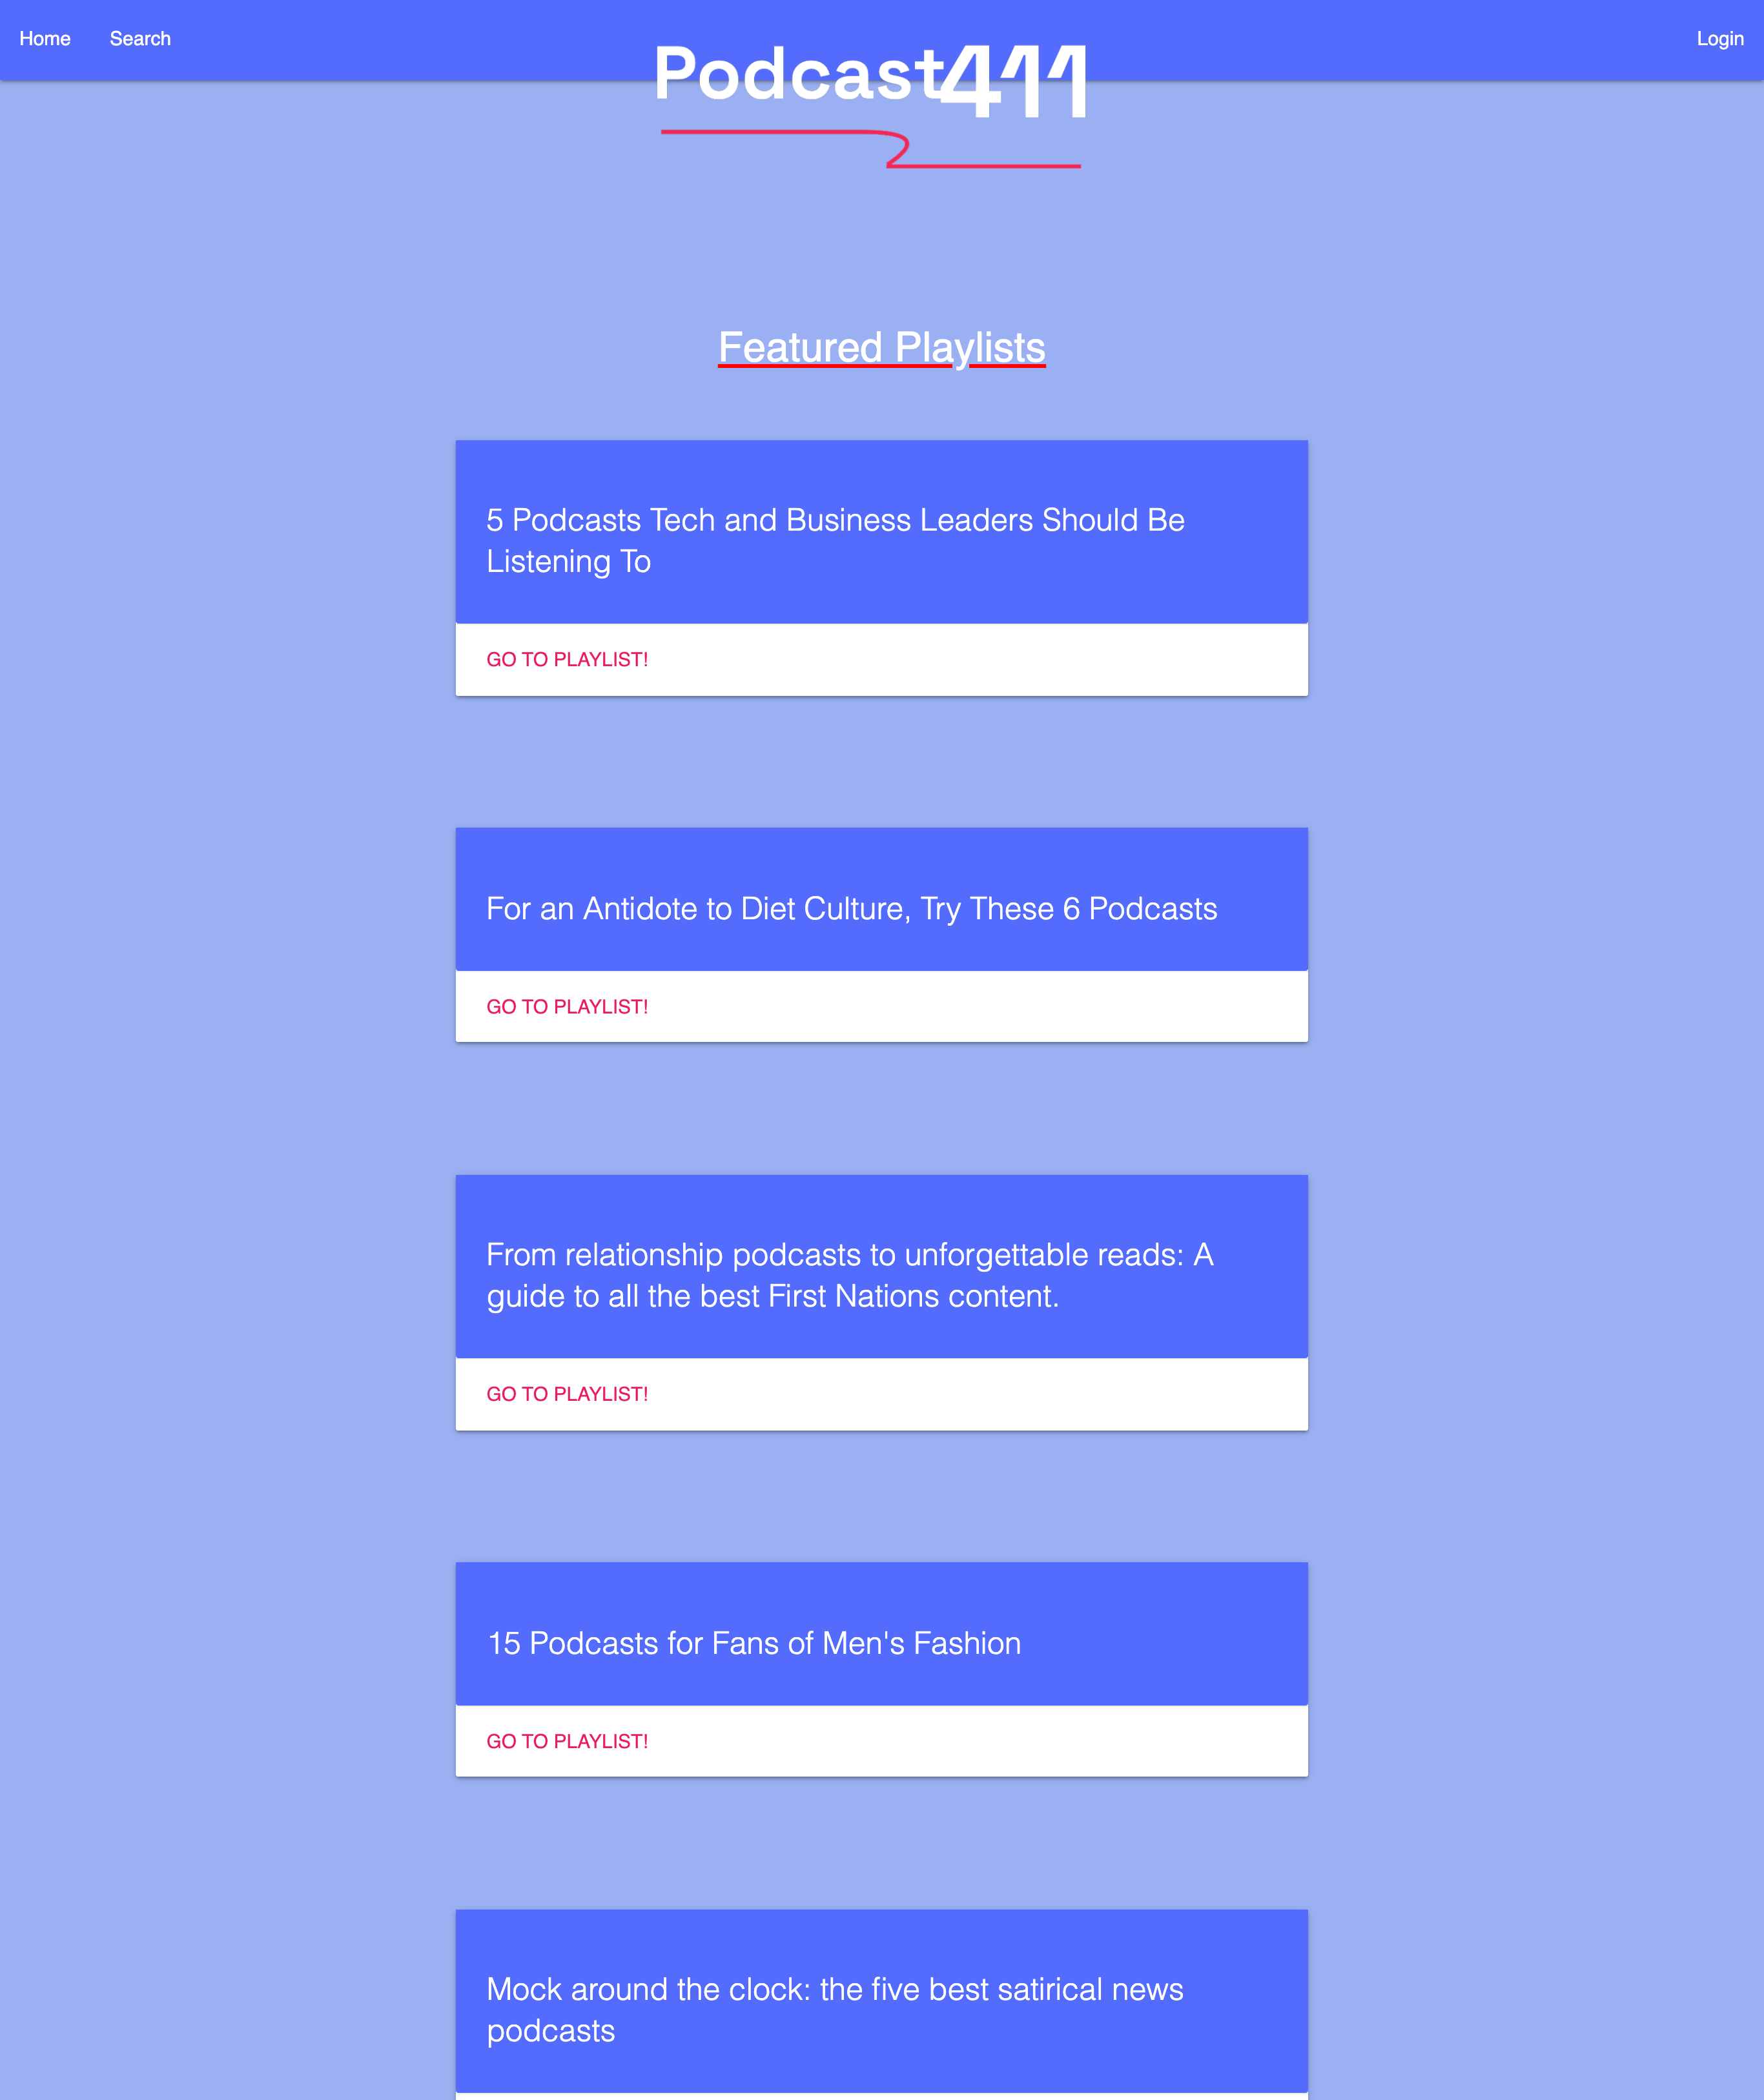 Home Search Login
Podcast411
Featured Playlists
5 Podcasts Tech and Business Leaders Should Be
Listening To
GO TO PLAYLIST!
For an Antidote to Diet Culture, Try These 6 Podcasts
GO TO PLAYLIST!
From relationship podcasts to unforgettable reads: A
guide to all the best First Nations content.
GO TO PLAYLIST!
15 Podcasts for Fans of Men's Fashion
GO TO PLAYLIST!
Mock around the clock: the five best satirical news
podcasts